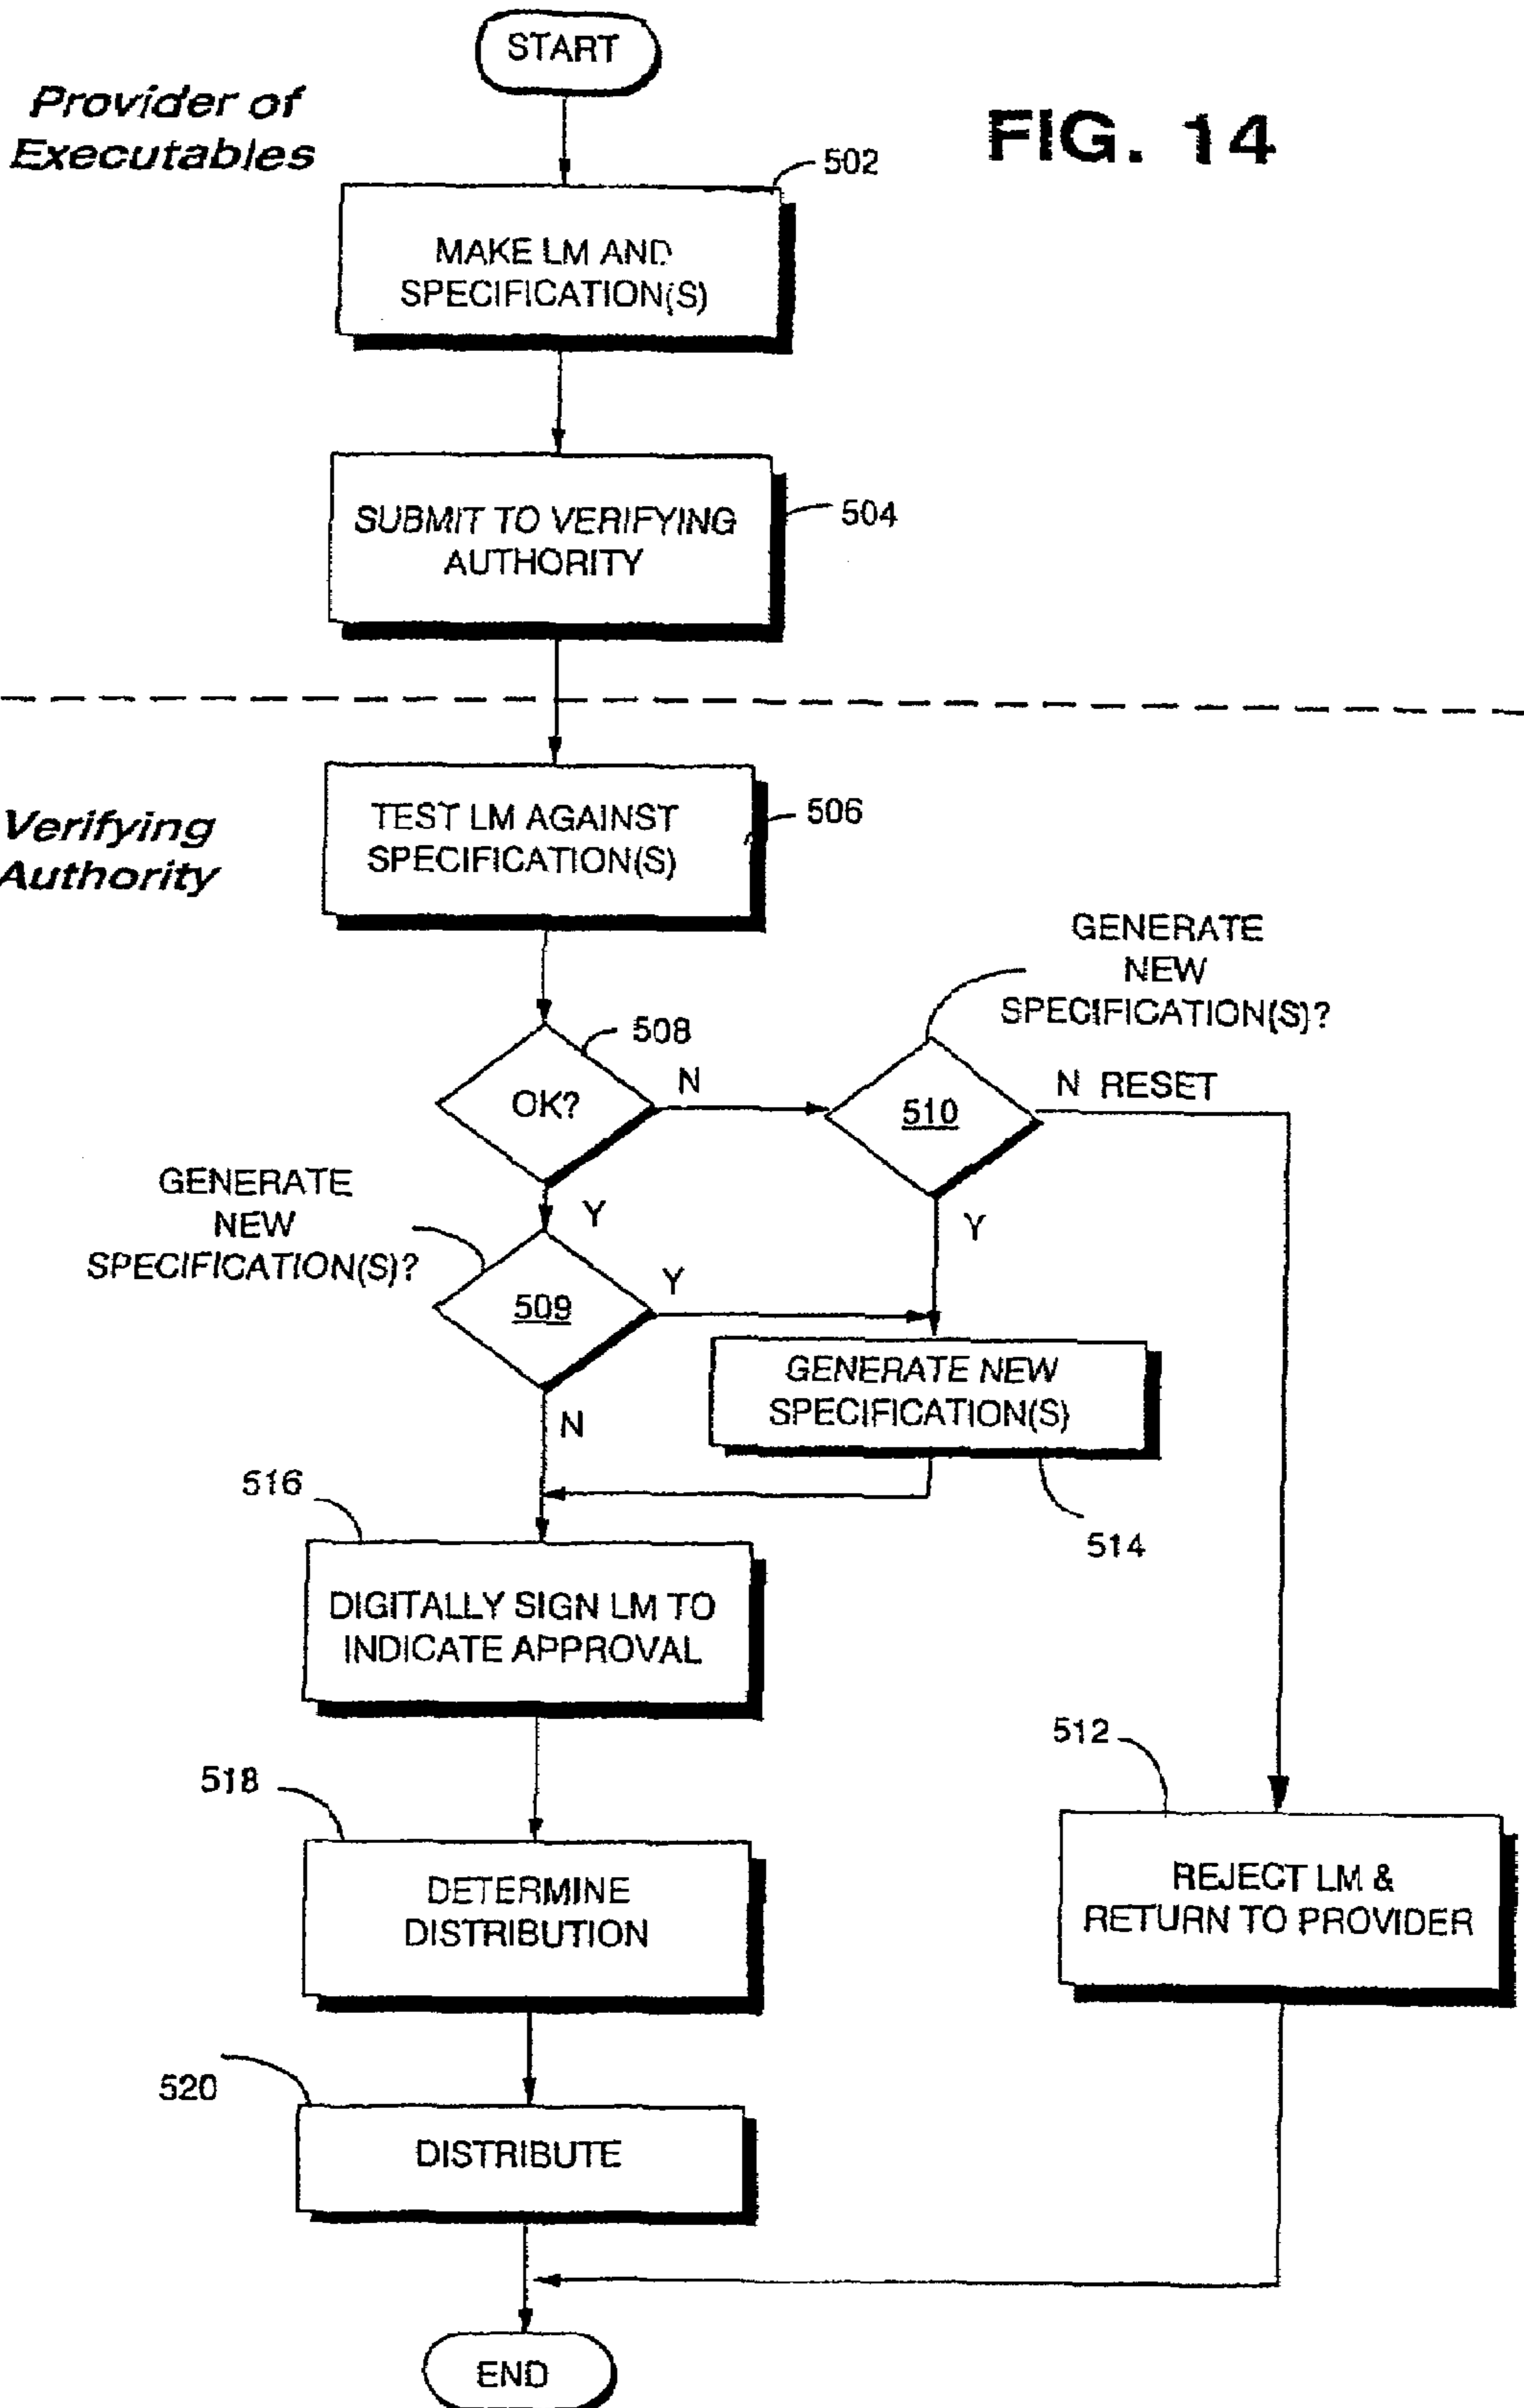 START
Provider of
Executables
FIG. 14
502
MAKE LM AND
SPECIFICATION(S)
SUBMIT TO VERIFYING
AUTHORITY
504
Verifying
Authority
TEST LM AGAINST
SPECIFICATION(S)
506
GENERATE
NEW
SPECIFICATION(S)?
508
OK?
N
510
N RESET
GENERATE
NEW
SPECIFICATION(S)?
Y
Y
509
Y
GENERATE NEW
SPECIFICATION(S)
N
516
514
DIGITALLY SIGN LM TO
INDICATE APPROVAL
512
518
DETERMINE
DISTRIBUTION
REJECT LM &
RETURN TO PROVIDER
520
DISTRIBUTE
END